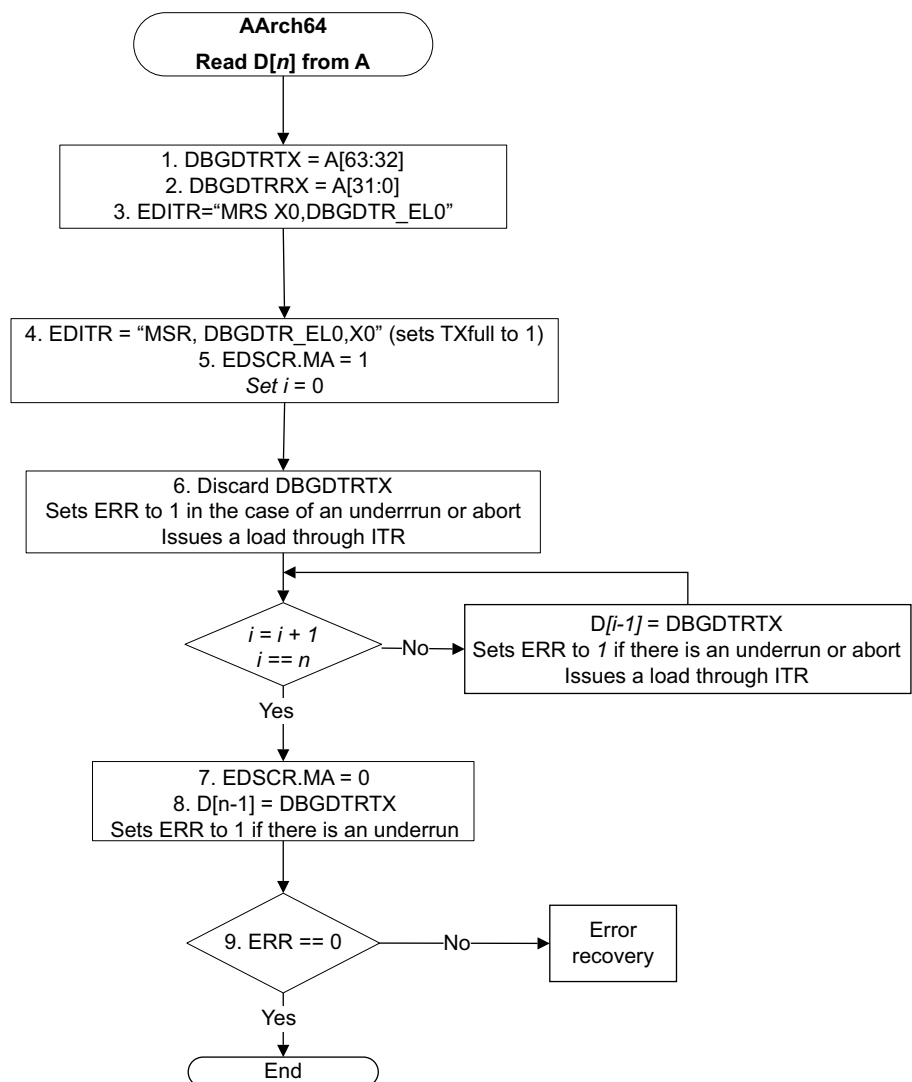 AArch64
Read D[n] from A
1. DBGDTRTX = A[63:32]
2. DBGDTRRX = A[31:0]
3. EDITR=“MRS X0,DBGDTR_EL0”
4. EDITR = “MSR, DBGDTR_EL0,X0” (sets TXfull to 1)
5. EDSCR.MA = 1
Set i = 0
6. Discard DBGDTRTX
Sets ERR to 1 in the case of an underrrun or abort
Issues a load through ITR
i = i + 1
i == n
No
D[i-1] = DBGDTRTX
Sets ERR to 1 if there is an underrun or abort
Issues a load through ITR
Yes
7. EDSCR.MA = 0
8. D[n-1] = DBGDTRTX
Sets ERR to 1 if there is an underrun
9. ERR == 0
No
Error
recovery
Yes
End